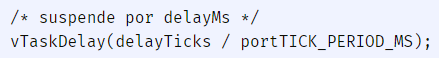 /* suspende por delayMs */
vTaskDelay(delayTicks / portTICK_PERIOD_MS);